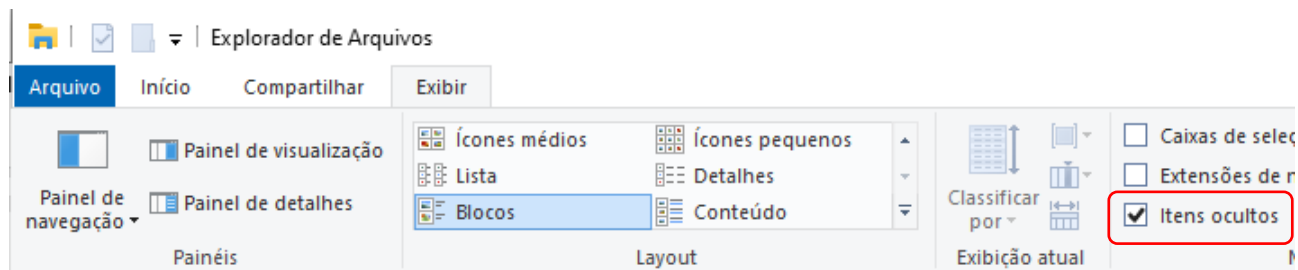 Explorador de Arquivos
Arquivo Início Compartilhar Exibir
Painel de navegação
Painel de visualização
Painel de detalhes
Painéis
Ícones médios Ícones pequenos
Lista Detalhes
Blocos Conteúdo
Layout
Classificar por
Exibição atual
Caixas de
Extensões de
Itens ocultos